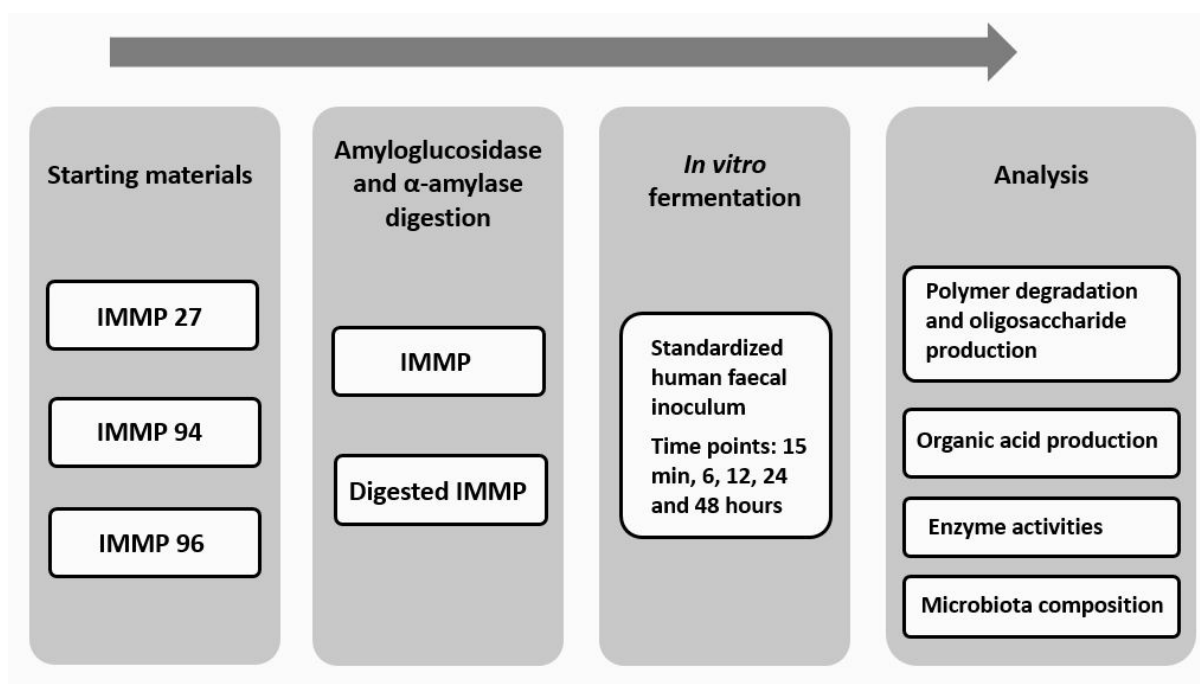 Starting materials
IMMP 27
IMMP 94
IMMP 96
Amyloglucosidase
and α-amylase
digestion
IMMP
Digested IMMP
In vitro
fermentation
Standardized
human faecal
inoculum
Time points: 15
min, 6, 12, 24
and 48 hours
Analysis
Polymer degradation
and oligosaccharide
production
Organic acid production
Enzyme activities
Microbiota composition